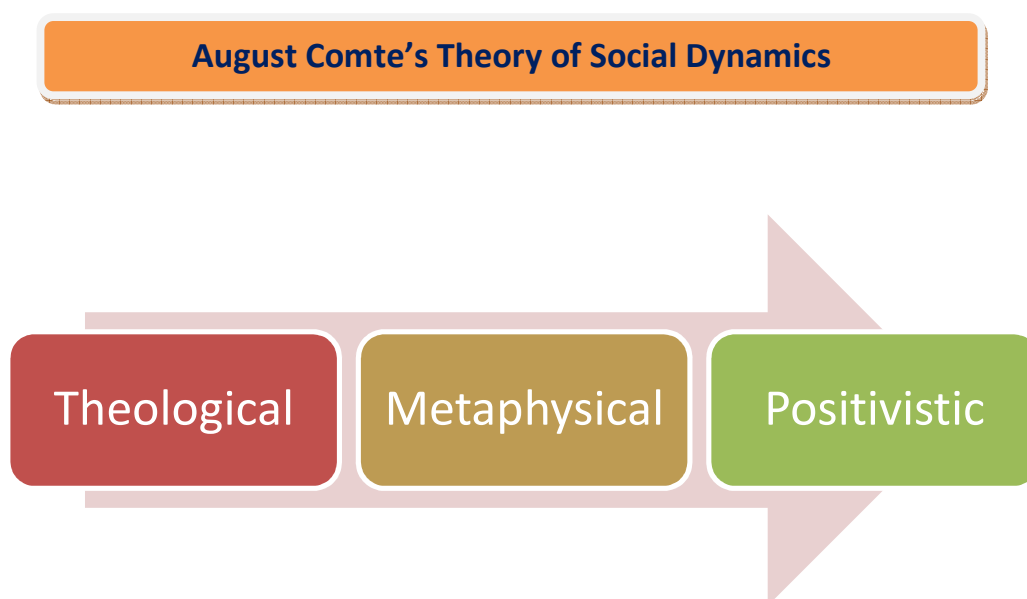 August Comte’s Theory of Social Dynamics
Theological Metaphysical Positivistic